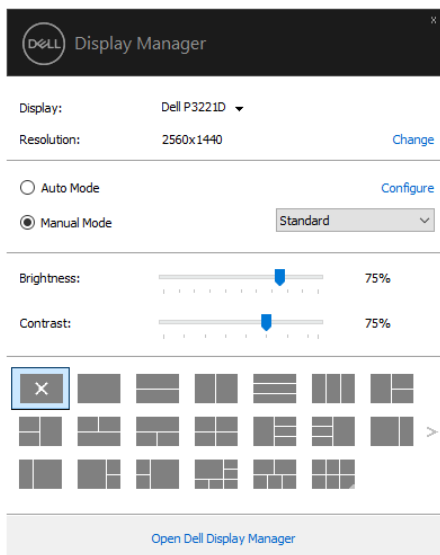 x
DELL Display Manager
Display: Dell P3221D
Resolution: 2560x1440 Change
Auto Mode Configure
Manual Mode Standard
Brightness: 75%
Contrast: 75%
Open Dell Display Manager